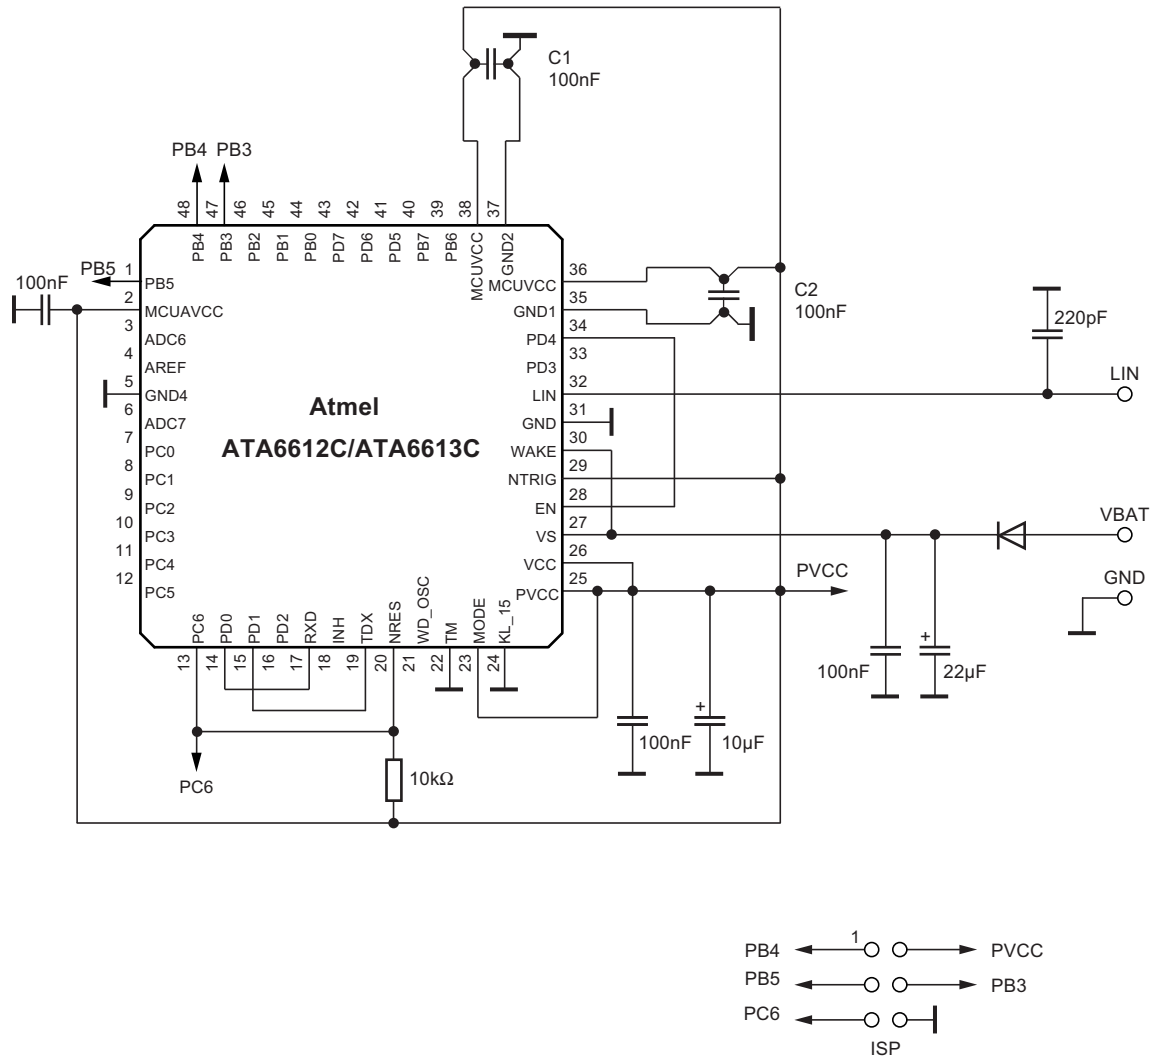 C1
100nF
PB4 PB3
48 47 46 45 44 43 42 41 40 39 38 37
PB4 PB3 PB2 PB1 PB0 PD7 PD6 PD5 PB7 PB6 MCUVCC GND2
PB5
100nF
1 PB5
2 MCUAVCC
3 ADC6
4 AREF
5 GND4
6 ADC7
7 PC0
8 PC1
9 PC2
10 PC3
11 PC4
12 PC5
Atmel
ATA6612C/ATA6613C
MCUVCC 36
GND1 35
PD4 34
PD3 33
LIN 32
GND 31
WAKE 30
NTRIG 29
EN 28
VS 27
VCC 26
PVCC 25
C2
100nF
220pF
LIN
VBAT
GND
PVCC
100nF
+
22µF
PC6 PD0 PD1 PD2 RXD INH TDX NRES WD_OSC TM MODE KL_15
13 14 15 16 17 18 19 20 21 22 23 24
100nF
+
10µF
PC6
10kΩ
PB4 1 PVCC
PB5 PB3
PC6
ISP